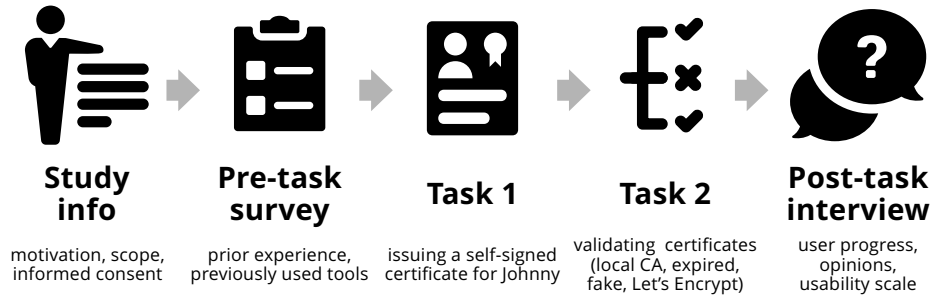 ?
Study
info
motivation, scope,
informed consent
Pre-task
survey
prior experience,
previously used tools
Task 1
issuing a self-signed
certificate for Johnny
Task 2
validating certificates
(local CA, expired,
fake, Let's Encrypt)
Post-task
interview
user progress,
opinions,
usability scale